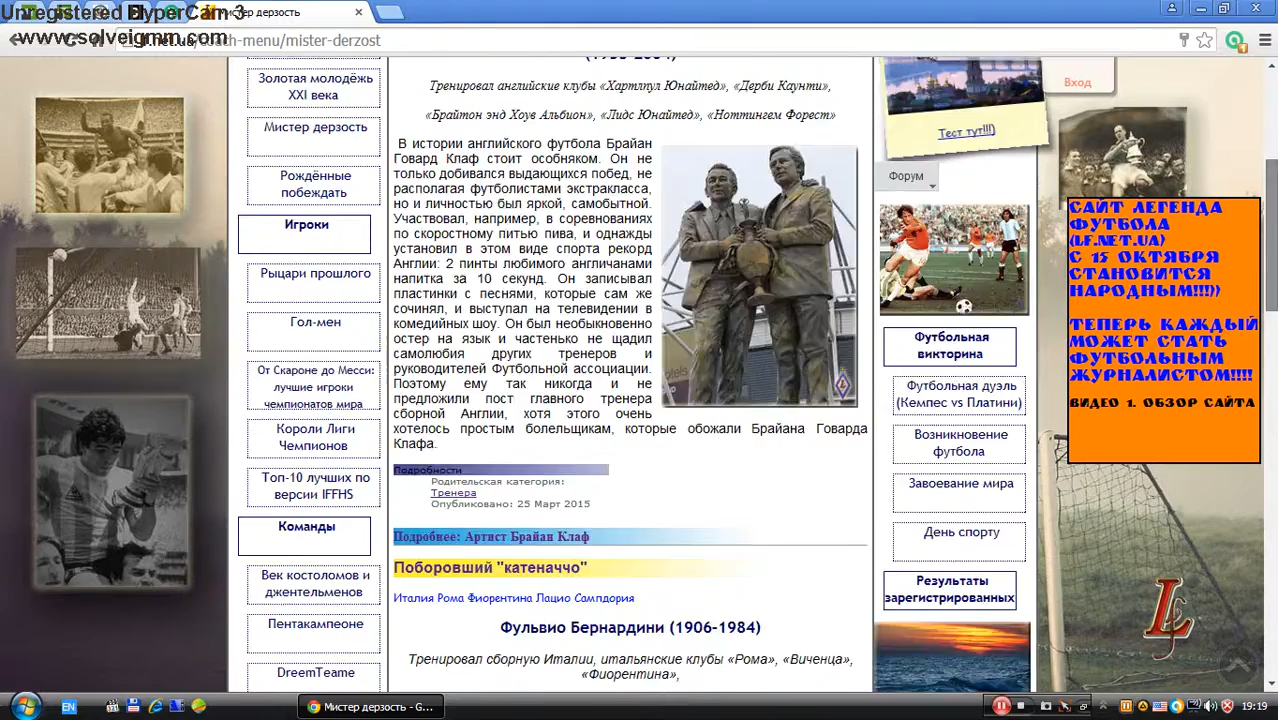 Unregistered HyperCam 3
www.solveigmm.com
Мистер дерзость
lf.net.ua/coach-menu/mister-derzost
Золотая молодёжь
XXI века
Мистер дерзость
Рождённые
побеждать
Игроки
Рыцари прошлого
Гол-мен
От Скароне до Месси:
лучшие игроки
чемпионатов мира
Короли Лиги
Чемпионов
Топ-10 лучших по
версии IFFHS
Команды
Век костоломов и
джентельменов
Пентакампеоне
DreemTeame
Тренировал английские клубы «Хартлпул Юнайтед», «Дерби Каунти»,
«Брайтон энд Хоув Альбион», «Лидс Юнайтед», «Ноттингем Форест»
В истории английского футбола Брайан
Говард Клаф стоит особняком. Он не
только добивался выдающихся побед, не
располагая футболистами экстракласса,
но и личностью был яркой, самобытной.
Участвовал, например, в соревнованиях
по скоростному питью пива, и однажды
установил в этом виде спорта рекорд
Англии: 2 пинты любимого англичанами
напитка за 10 секунд. Он записывал
пластинки с песнями, которые сам же
сочинял, и выступал на телевидении в
комедийных шоу. Он был необыкновенно
остер на язык и частенько не щадил
самолюбия других тренеров и
руководителей Футбольной ассоциации.
Поэтому ему так никогда и не
предложили пост главного тренера
сборной Англии, хотя этого очень
хотелось простым болельщикам, которые обожали Брайана Говарда
Клафа.
Подробности
Родительская категория:
Тренера
Опубликовано: 25 Март 2015
Подробнее: Артист Брайан Клаф
Поборовший "катеначчо"
Италия Рома Фиорентина Лацио Сампдория
Фульвио Бернардини (1906-1984)
Тренировал сборную Италии, итальянские клубы «Рома», «Виченца»,
«Фиорентина»,
Вход
Тест тут!!!)
Форум
Футбольная
викторина
Футбольная дуэль
(Кемпес vs Платини)
Возникновение
футбола
Завоевание мира
День спорту
Результаты
зарегистрированных
САЙТ ЛЕГЕНДА
ФУТБОЛА
(LF.NET.UA)
С 15 ОКТЯБРЯ
СТАНОВИТСЯ
НАРОДНЫМ!!!))
ТЕПЕРЬ КАЖДЫЙ
МОЖЕТ СТАТЬ
ФУТБОЛЬНЫМ
ЖУРНАЛИСТОМ!!!!
ВИДЕО 1. ОБЗОР САЙТА
EN
Мистер дерзость - G...
19:19